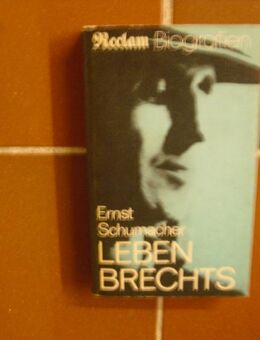 Reclam Biografien
Ernst
Schumacher
LEBEN
BRECHTS